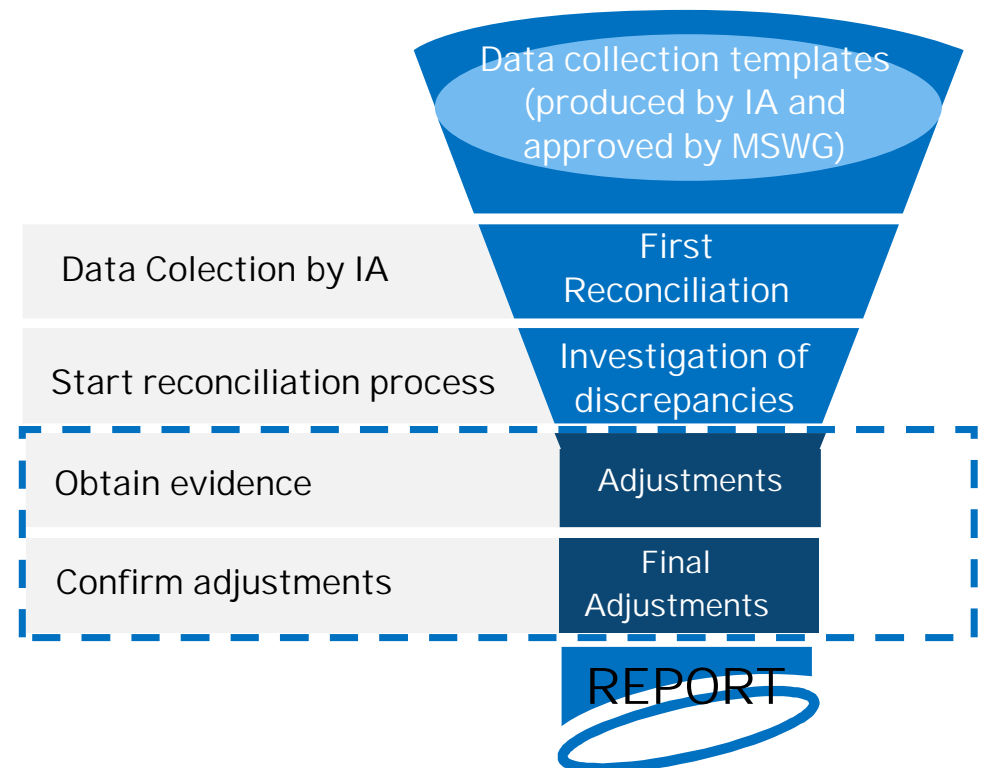 Data collection templates
(produced by IA and
approved by MSWG)
Data Colection by IA
First
Reconciliation
Start reconciliation process
Investigation of
discrepancies
Obtain evidence
Adjustments
Confirm adjustments
Final
Adjustments
REPORT